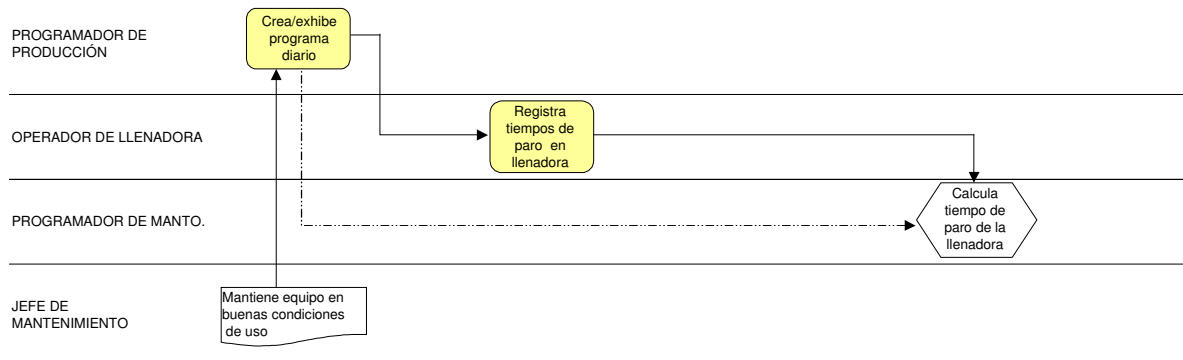 PROGRAMADOR DE
PRODUCCIÓN
Crea/exhibe
programa
diario
OPERADOR DE LLENADORA
Registra
tiempos de
paro en
llenadora
PROGRAMADOR DE MANTO.
Calcula
tiempo de
paro de la
llenadora
JEFE DE
MANTENIMIENTO
Mantiene equipo en
buenas condiciones
de uso